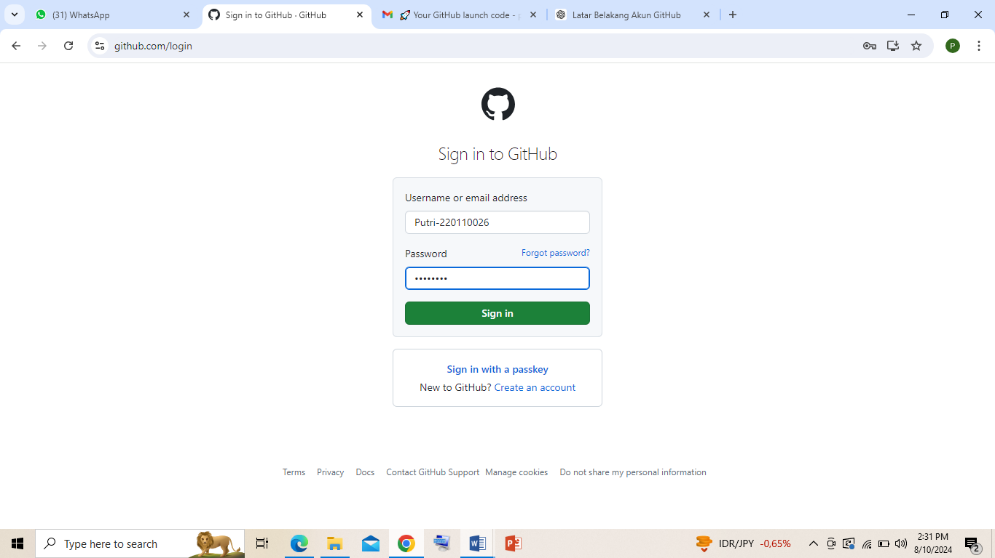 (31) WhatsApp
Sign in to GitHub · GitHub
Your GitHub launch code -
Latar Belakang Akun GitHub
github.com/login
P
Sign in to GitHub
Username or email address
Putri-220110026
Password
Forgot password?
••••••••
Sign in
Sign in with a passkey
New to GitHub? Create an account
Terms Privacy Docs Contact GitHub Support Manage cookies Do not share my personal information
Type here to search
IDR/JPY -0,65%
2:31 PM
8/10/2024
2